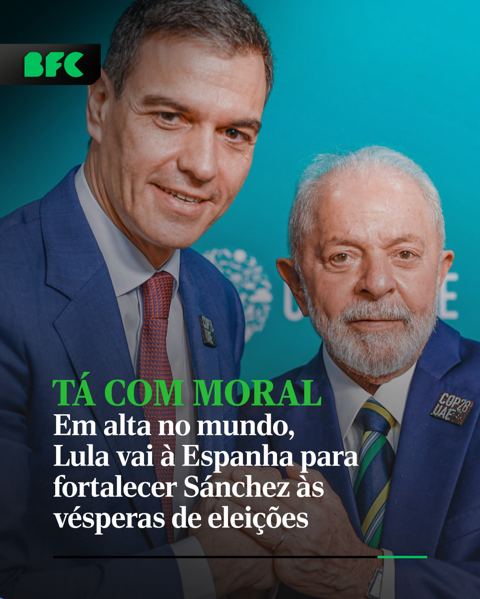 BFC
TÁ COM MORAL
Em alta no mundo,
Lula vai à Espanha para
fortalecer Sánchez às
vésperas de eleições
COP28
UAE